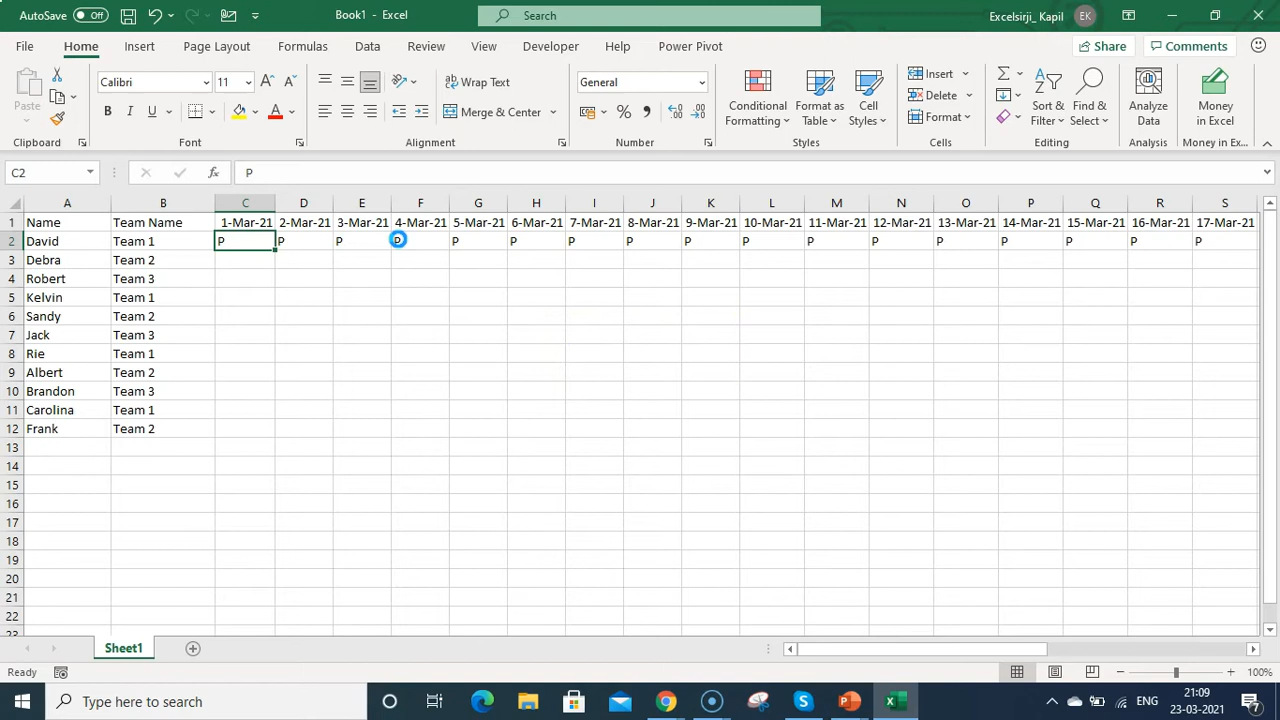 AutoSave Off Book1 - Excel Search Excelsirji_ Kapil EK
File Home Insert Page Layout Formulas Data Review View Developer Help Power Pivot Share Comments
Paste Calibri 11 A A Wrap Text General Conditional Formatting Format as Table Cell Styles Insert Delete Format Sort & Filter Find & Select Analyze Data Money in Excel
B I U A Merge & Center % ,
Clipboard Font Alignment Number Styles Cells Editing Analysis Money in Ex...
C2 fx P
A B C D E F G H I J K L M N O P Q R S
1 Name Team Name 1-Mar-21 2-Mar-21 3-Mar-21 4-Mar-21 5-Mar-21 6-Mar-21 7-Mar-21 8-Mar-21 9-Mar-21 10-Mar-21 11-Mar-21 12-Mar-21 13-Mar-21 14-Mar-21 15-Mar-21 16-Mar-21 17-Mar-21
2 David Team 1 P P P P P P P P P P P P P P P P P
3 Debra Team 2
4 Robert Team 3
5 Kelvin Team 1
6 Sandy Team 2
7 Jack Team 3
8 Rie Team 1
9 Albert Team 2
10 Brandon Team 3
11 Carolina Team 1
12 Frank Team 2
13
14
15
16
17
18
19
20
21
22
23
Sheet1
Ready 100%
Type here to search ENG 21:09
23-03-2021 7